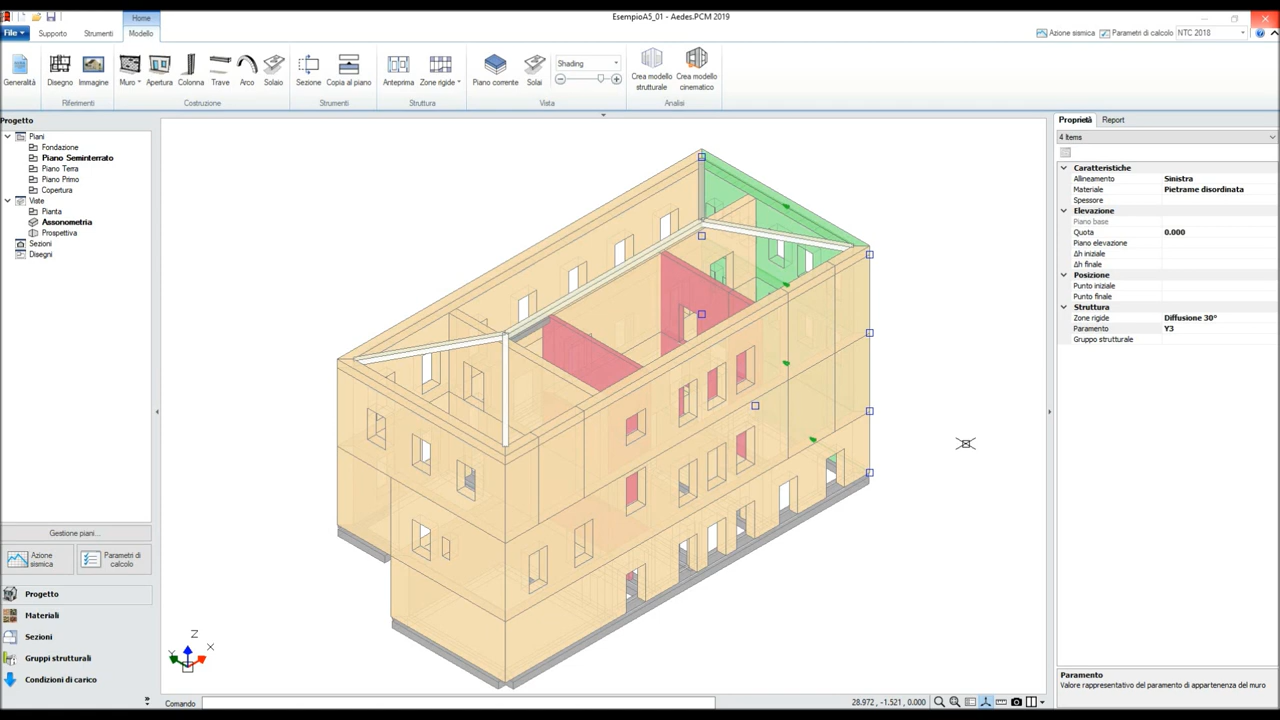 EsempioA5_01 - Aedes.PCM 2019
Home
File
Supporto
Strumenti
Modello
Azione sismica
Parametri di calcolo
NTC 2018
Generalità
Disegno
Immagine
Muro
Apertura
Colonna
Trave
Arco
Solaio
Sezione
Copia al piano
Anteprima
Zone rigide
Piano corrente
Solai
Shading
Crea modello
strutturale
Crea modello
cinematico
Riferimenti
Costruzione
Strumenti
Struttura
Vista
Analisi
Progetto
Piani
Fondazione
Piano Seminterrato
Piano Terra
Piano Primo
Copertura
Viste
Pianta
Assonometria
Prospettiva
Sezioni
Disegni
Gestione piani...
Azione
sismica
Parametri di
calcolo
Progetto
Materiali
Sezioni
Gruppi strutturali
Condizioni di carico
Z
X
Y
Comando
28.972 , -1.521, 0.000
Proprietà
Report
4 Items
Caratteristiche
Allineamento Sinistra
Materiale Pietrame disordinata
Spessore
Elevazione
Piano base
Quota 0.000
Piano elevazione
Δh iniziale
Δh finale
Posizione
Punto iniziale
Punto finale
Struttura
Zone rigide Diffusione 30°
Paramento Y3
Gruppo strutturale
Paramento
Valore rappresentativo del paramento di appartenenza del muro